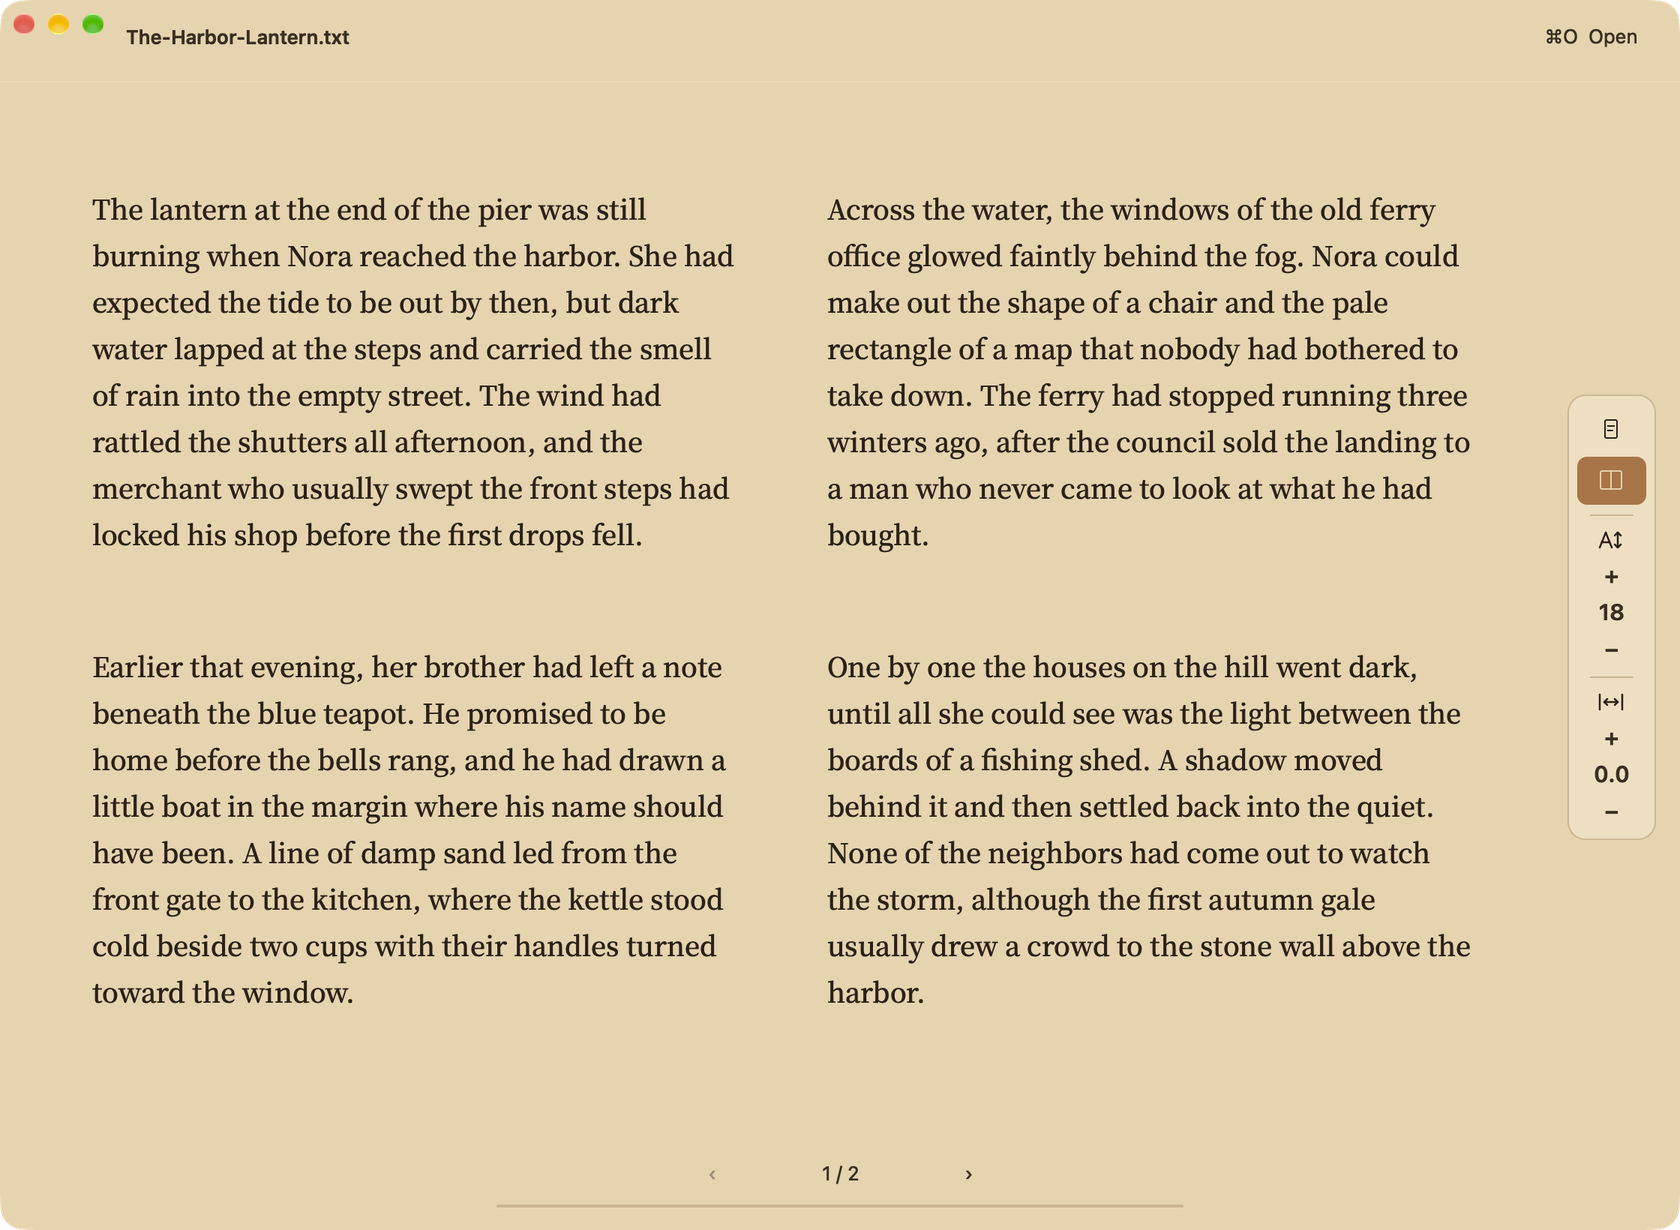 The-Harbor-Lantern.txt
⌘O Open
The lantern at the end of the pier was still
burning when Nora reached the harbor. She had
expected the tide to be out by then, but dark
water lapped at the steps and carried the smell
of rain into the empty street. The wind had
rattled the shutters all afternoon, and the
merchant who usually swept the front steps had
locked his shop before the first drops fell.
Earlier that evening, her brother had left a note
beneath the blue teapot. He promised to be
home before the bells rang, and he had drawn a
little boat in the margin where his name should
have been. A line of damp sand led from the
front gate to the kitchen, where the kettle stood
cold beside two cups with their handles turned
toward the window.
Across the water, the windows of the old ferry
office glowed faintly behind the fog. Nora could
make out the shape of a chair and the pale
rectangle of a map that nobody had bothered to
take down. The ferry had stopped running three
winters ago, after the council sold the landing to
a man who never came to look at what he had
bought.
One by one the houses on the hill went dark,
until all she could see was the light between the
boards of a fishing shed. A shadow moved
behind it and then settled back into the quiet.
None of the neighbors had come out to watch
the storm, although the first autumn gale
usually drew a crowd to the stone wall above the
harbor.
A
+
18
−
+
0.0
−
‹ 1 / 2 ›